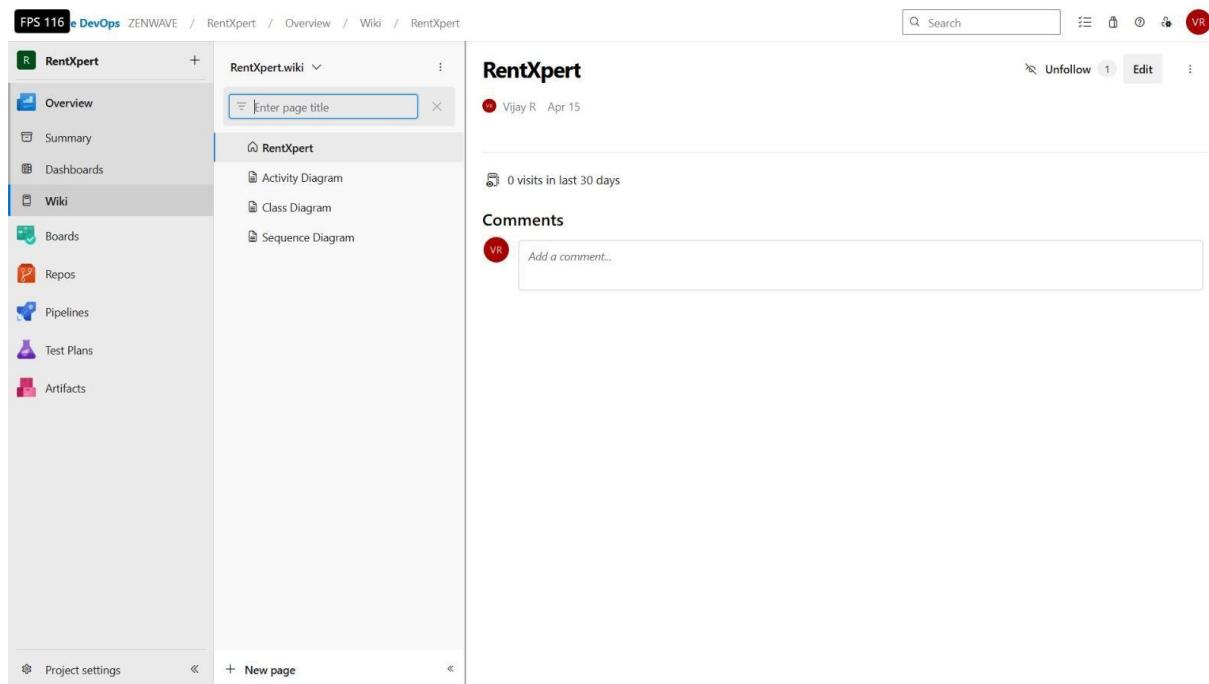 FPS 116 e DevOps ZENWAVE / RentXpert / Overview / Wiki / RentXpert
Search
VR
R RentXpert +
Overview
Summary
Dashboards
Wiki
Boards
Repos
Pipelines
Test Plans
Artifacts
Project settings
RentXpert.wiki
Enter page title
RentXpert
Activity Diagram
Class Diagram
Sequence Diagram
+ New page
RentXpert
Unfollow 1 Edit
VR Vijay R Apr 15
0 visits in last 30 days
Comments
VR Add a comment...